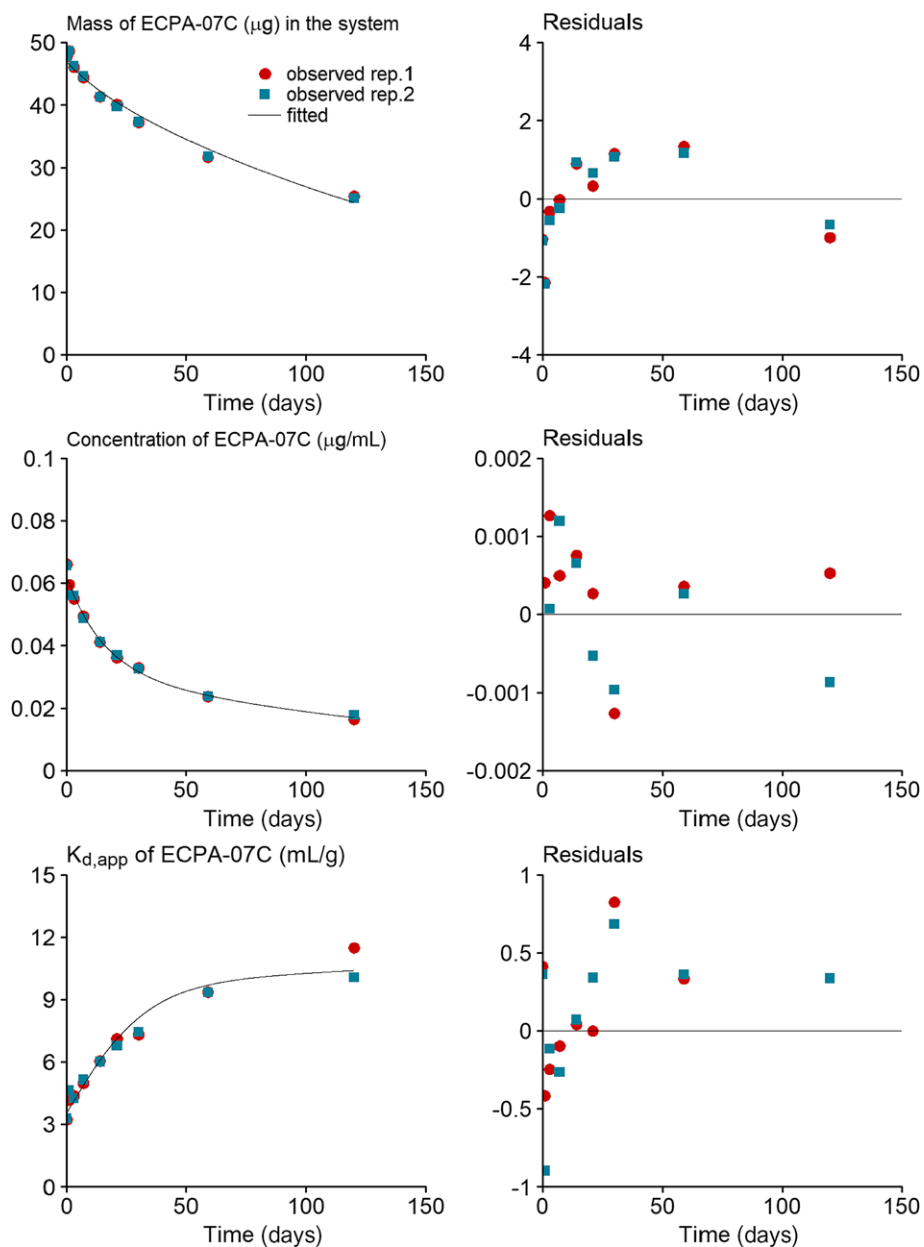 Mass of ECPA-07C (μg) in the system
50
40
30
20
10
0
observed rep.1
observed rep.2
fitted
0 50 100 150
Time (days)
Residuals
4
2
0
-2
-4
0 50 100 150
Time (days)
Concentration of ECPA-07C (μg/mL)
0.1
0.08
0.06
0.04
0.02
0
0 50 100 150
Time (days)
Residuals
0.002
0.001
0
-0.001
-0.002
0 50 100 150
Time (days)
Kd,app of ECPA-07C (mL/g)
15
12
9
6
3
0
0 50 100 150
Time (days)
Residuals
1
0.5
0
-0.5
-1
0 50 100 150
Time (days)